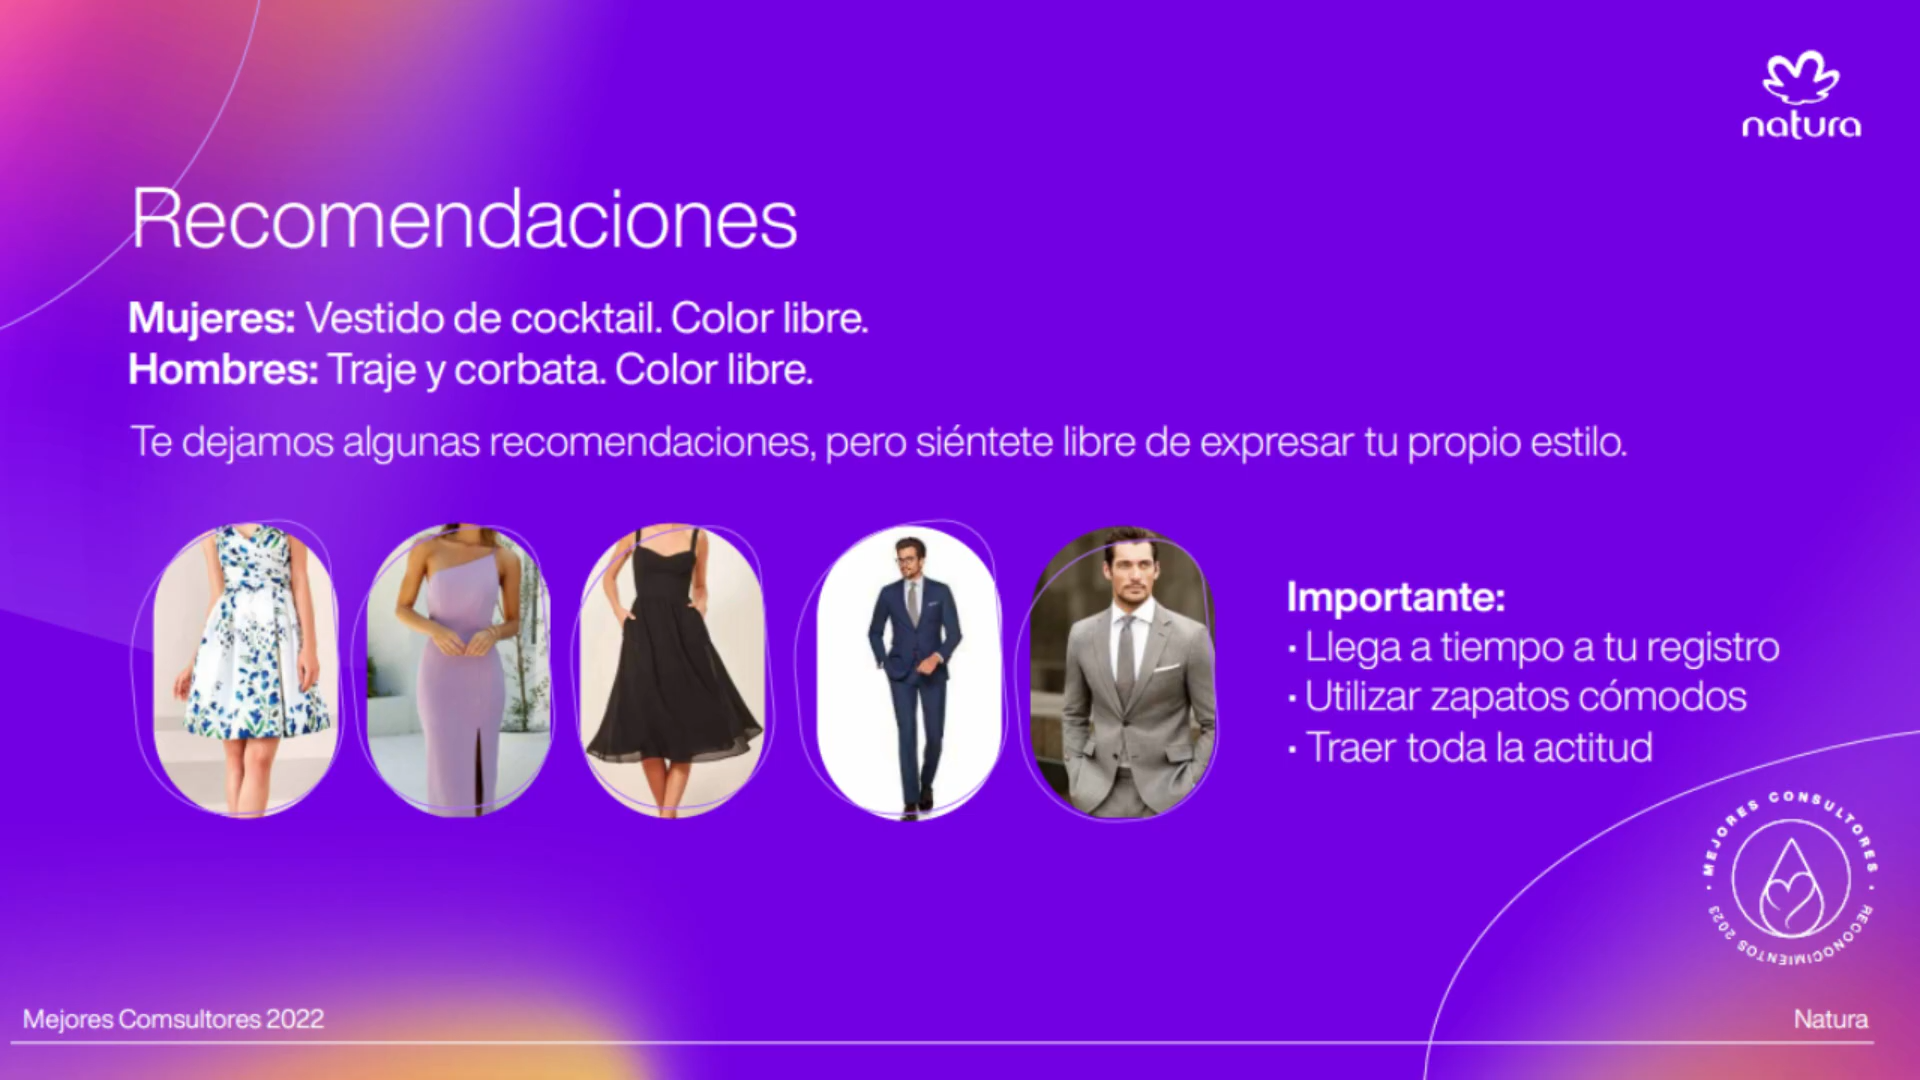 natura
Recomendaciones
Mujeres: Vestido de cocktail. Color libre.
Hombres: Traje y corbata. Color libre.
Te dejamos algunas recomendaciones, pero siéntete libre de expresar tu propio estilo.
Importante:
· Llega a tiempo a tu registro
· Utilizar zapatos cómodos
· Traer toda la actitud
· MEJORES CONSULTORES ·
RECONOCIMIENTOS 2023
Mejores Comsultores 2022
Natura